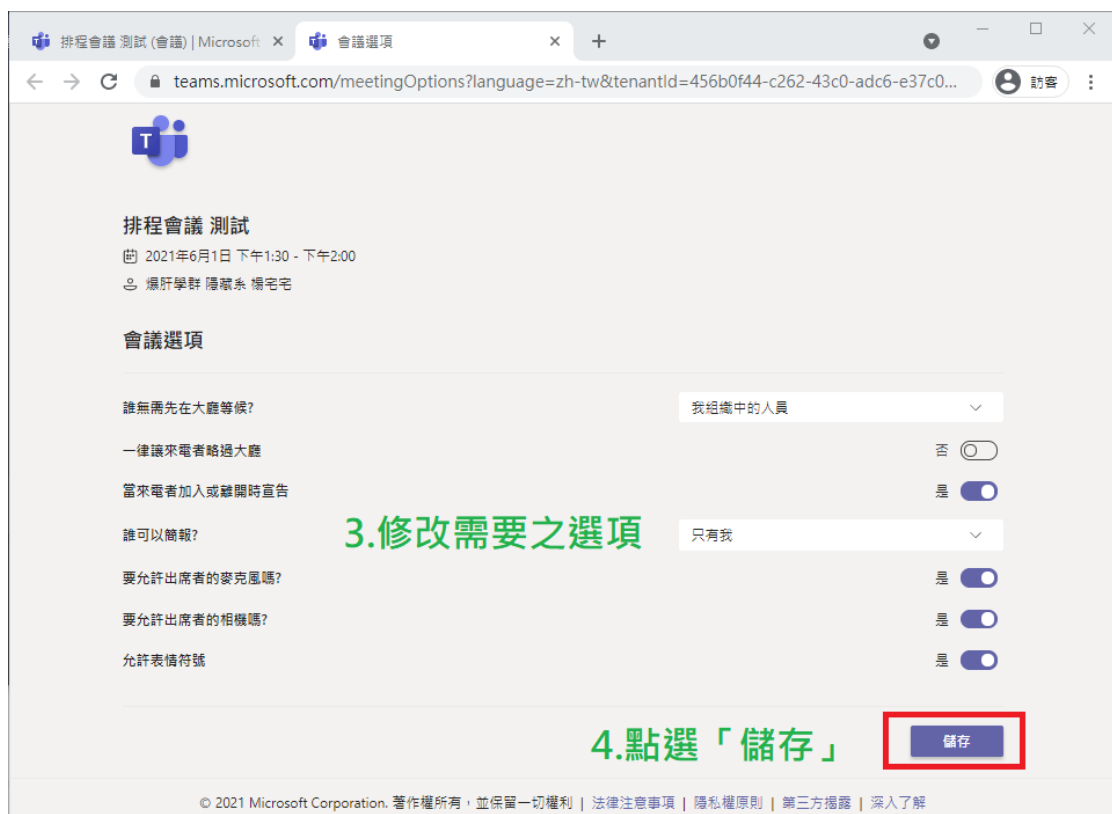 排程會議 測試 (會議) | Microsoft
會議選項
teams.microsoft.com/meetingOptions?language=zh-tw&tenantId=456b0f44-c262-43c0-adc6-e37c0...
訪客
T
排程會議 測試
2021年6月1日 下午1:30 - 下午2:00
爆肝學群 隱藏系 楊宅宅
會議選項
誰無需先在大廳等候?
我組織中的人員
一律讓來電者略過大廳
否
當來電者加入或離開時宣告
是
3.修改需要之選項
誰可以簡報?
只有我
要允許出席者的麥克風嗎?
是
要允許出席者的相機嗎?
是
允許表情符號
是
4.點選「儲存」
儲存
© 2021 Microsoft Corporation. 著作權所有，並保留一切權利 | 法律注意事項 | 隱私權原則 | 第三方揭露 | 深入了解